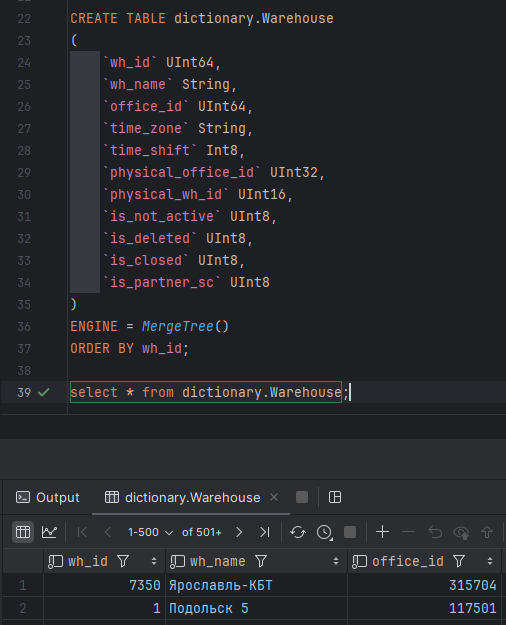 22 CREATE TABLE dictionary.Warehouse
23 (
24 `wh_id` UInt64,
25 `wh_name` String,
26 `office_id` UInt64,
27 `time_zone` String,
28 `time_shift` Int8,
29 `physical_office_id` UInt32,
30 `physical_wh_id` UInt16,
31 `is_not_active` UInt8,
32 `is_deleted` UInt8,
33 `is_closed` UInt8,
34 `is_partner_sc` UInt8
35 )
36 ENGINE = MergeTree()
37 ORDER BY wh_id;
38
39 select * from dictionary.Warehouse;
Output dictionary.Warehouse
1-500 of 501+
wh_id wh_name office_id
1 7350 Ярославль-КБТ 315704
2 1 Подольск 5 117501